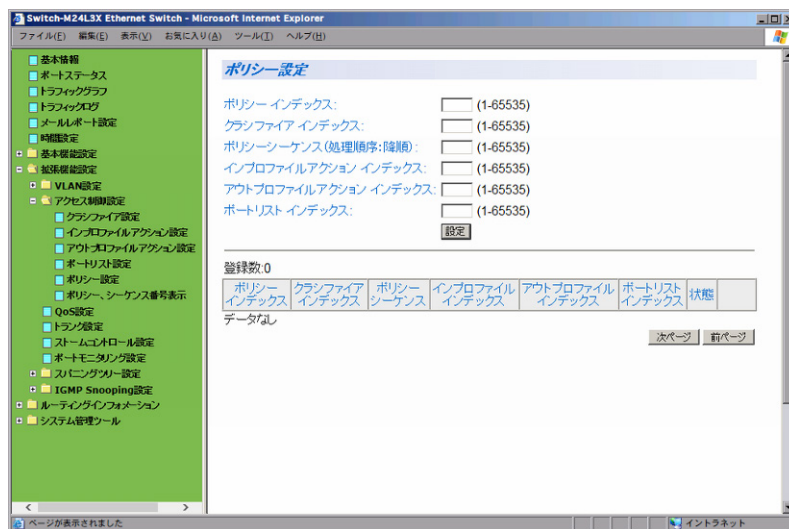 Switch-M24L3X Ethernet Switch - Microsoft Internet Explorer
ファイル(F) 編集(E) 表示(V) お気に入り(A) ツール(T) ヘルプ(H)
基本情報
ポートステータス
トラフィックグラフ
トラフィックログ
メールレポート設定
時間設定
基本機能設定
拡張機能設定
VLAN設定
アクセス制御設定
クラシファイア設定
インプロファイルアクション設定
アウトプロファイルアクション設定
ポートリスト設定
ポリシー設定
ポリシー、シーケンス番号表示
QoS設定
トランク設定
ストームコントロール設定
ポートモニタリング設定
スパニングツリー設定
IGMP Snooping設定
ルーティングインフォメーション
システム管理ツール
ポリシー設定
ポリシー インデックス: (1-65535)
クラシファイア インデックス: (1-65535)
ポリシーシーケンス(処理順序:降順): (1-65535)
インプロファイルアクション インデックス: (1-65535)
アウトプロファイルアクション インデックス: (1-65535)
ポートリスト インデックス: (1-65535)
設定
登録数:0
ポリシー インデックス クラシファイア インデックス ポリシー シーケンス インプロファイル インデックス アウトプロファイル インデックス ポートリスト インデックス 状態
データなし
次ページ 前ページ
ページが表示されました イントラネット